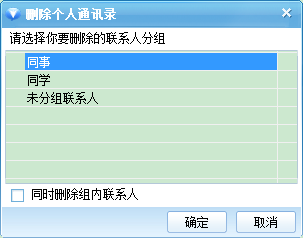 删除个人通讯录
请选择你要删除的联系人分组
同事
同学
未分组联系人
同时删除组内联系人
确定 取消